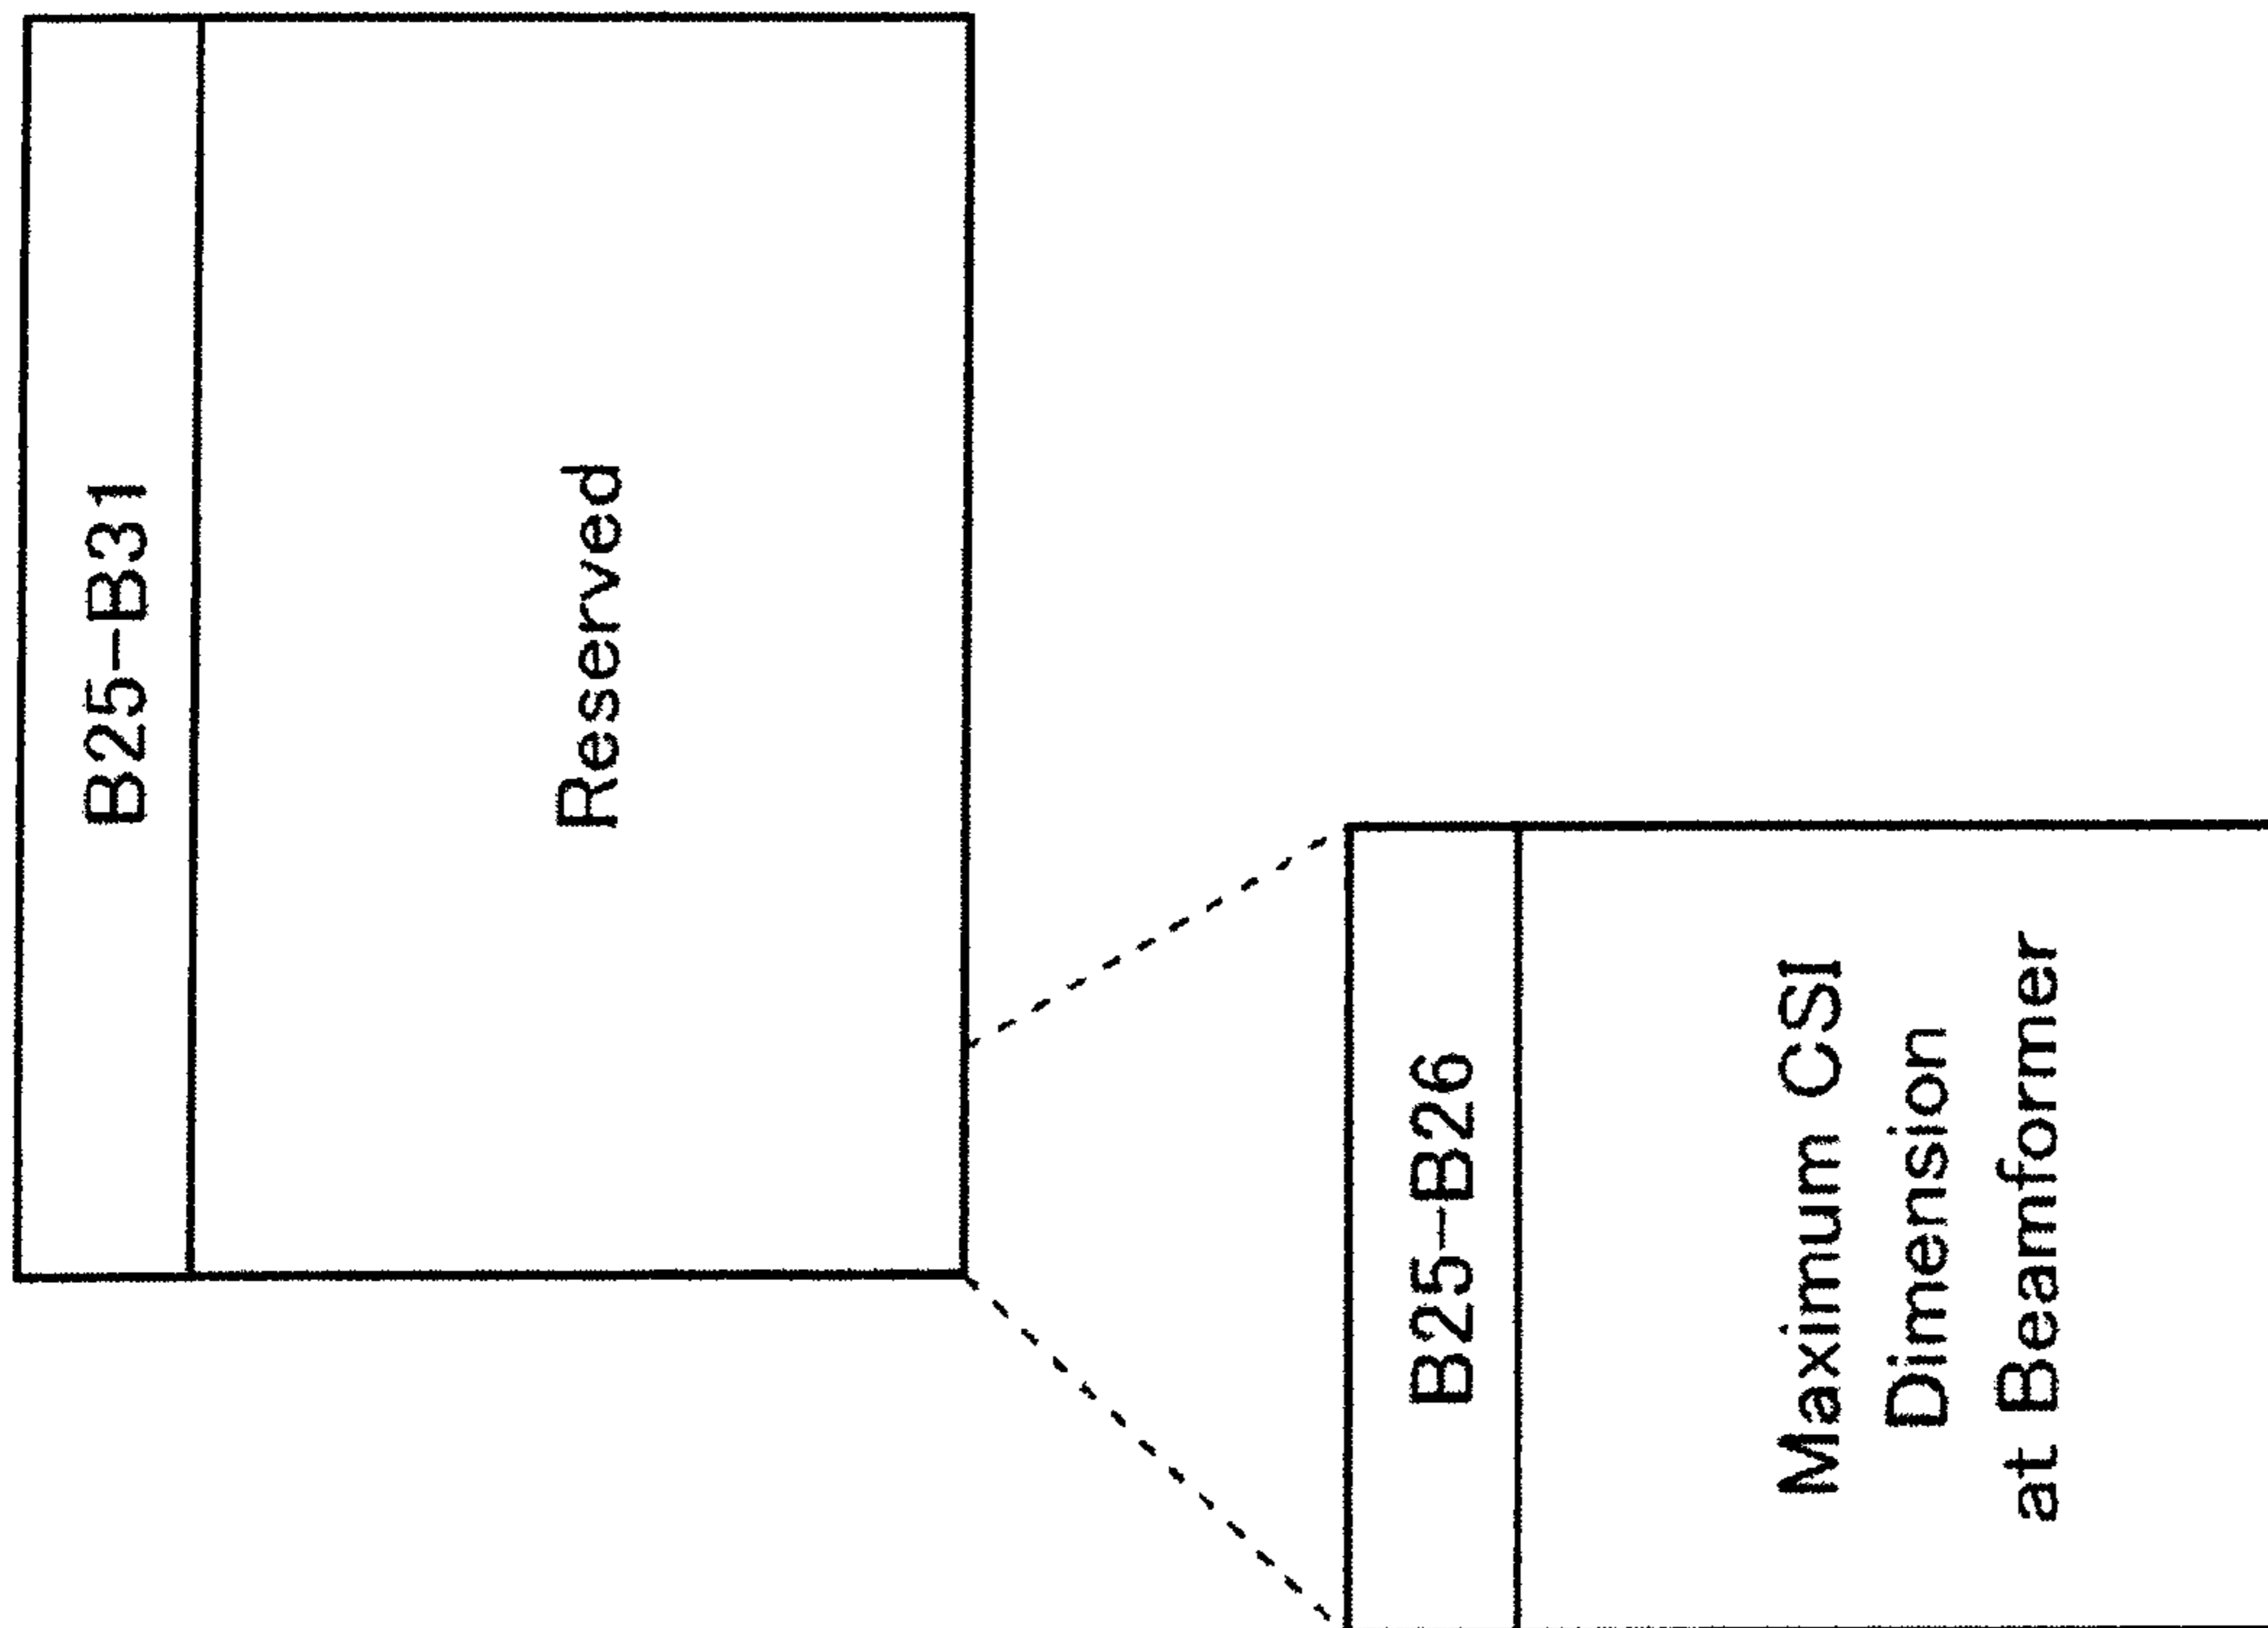 B25-B31
Reserved
B25-B26
Maximum CSI
Dimension
at Beamformer